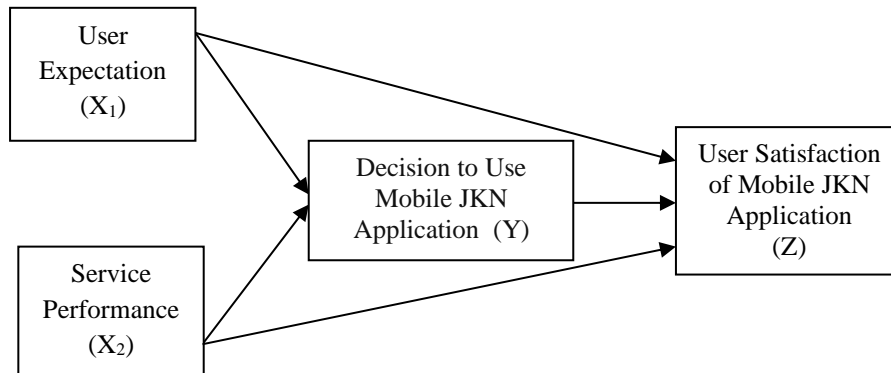 User
Expectation
(X₁)
Decision to Use
Mobile JKN
Application (Y)
User Satisfaction
of Mobile JKN
Application
(Z)
Service
Performance
(X₂)